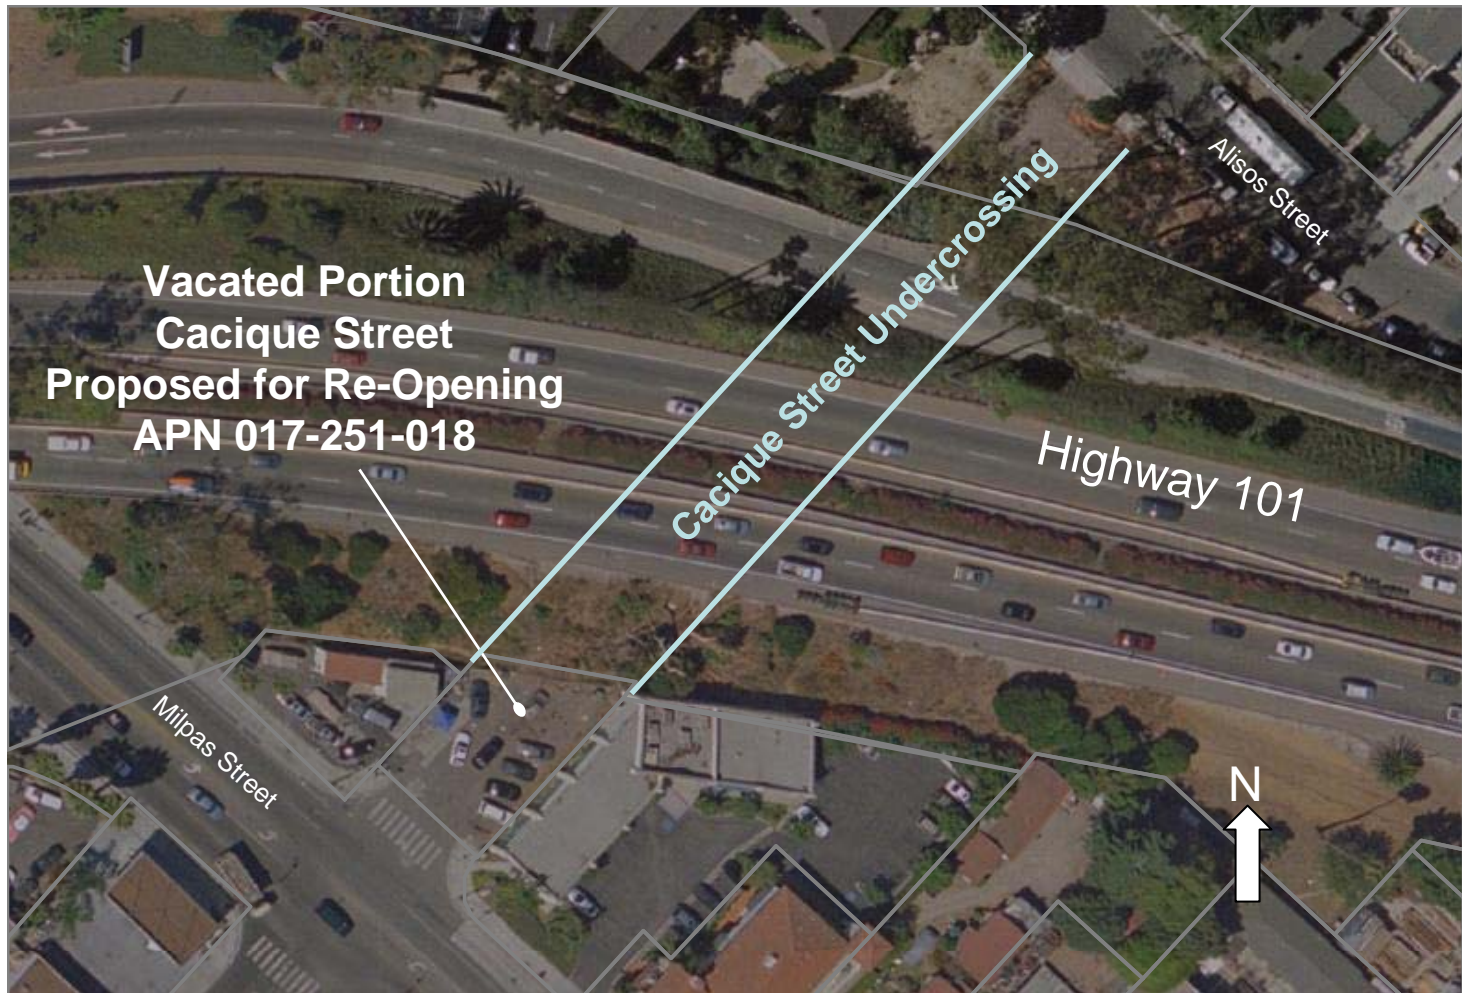 Alisos Street
Cacique Street Undercrossing
Vacated Portion
Cacique Street
Proposed for Re-Opening
APN 017-251-018
Highway 101
Milpas Street
N